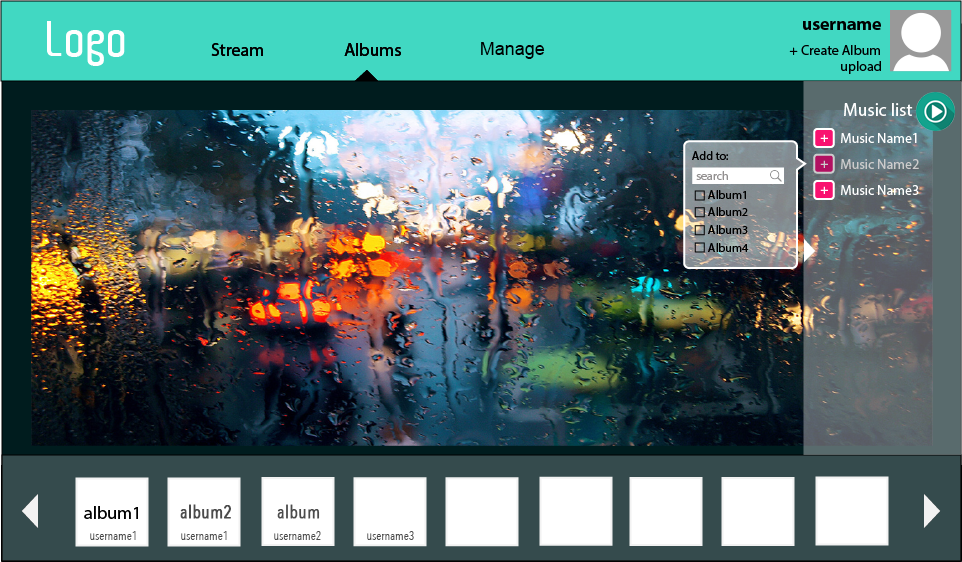 Logo
Stream
Albums
Manage
username
+ Create Album
upload
Music list
+ Music Name1
+ Music Name2
+ Music Name3
Add to:
search
Album1
Album2
Album3
Album4
album1
username1
album2
username1
album
username2
username3